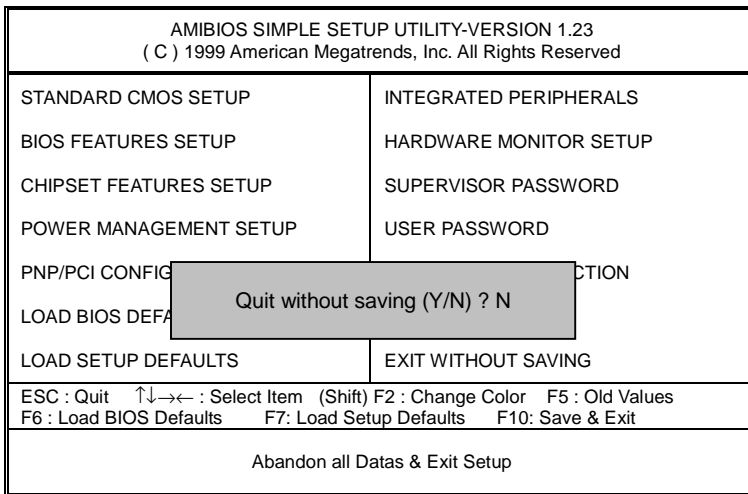 AMIBIOS SIMPLE SETUP UTILITY-VERSION 1.23
( C ) 1999 American Megatrends, Inc. All Rights Reserved
STANDARD CMOS SETUP
BIOS FEATURES SETUP
CHIPSET FEATURES SETUP
POWER MANAGEMENT SETUP
PNP/PCI CONFIG
LOAD BIOS DEFA
LOAD SETUP DEFAULTS
INTEGRATED PERIPHERALS
HARDWARE MONITOR SETUP
SUPERVISOR PASSWORD
USER PASSWORD
CTION
EXIT WITHOUT SAVING
Quit without saving (Y/N) ? N
ESC : Quit ↑↓→← : Select Item (Shift) F2 : Change Color F5 : Old Values
F6 : Load BIOS Defaults F7: Load Setup Defaults F10: Save & Exit
Abandon all Datas & Exit Setup